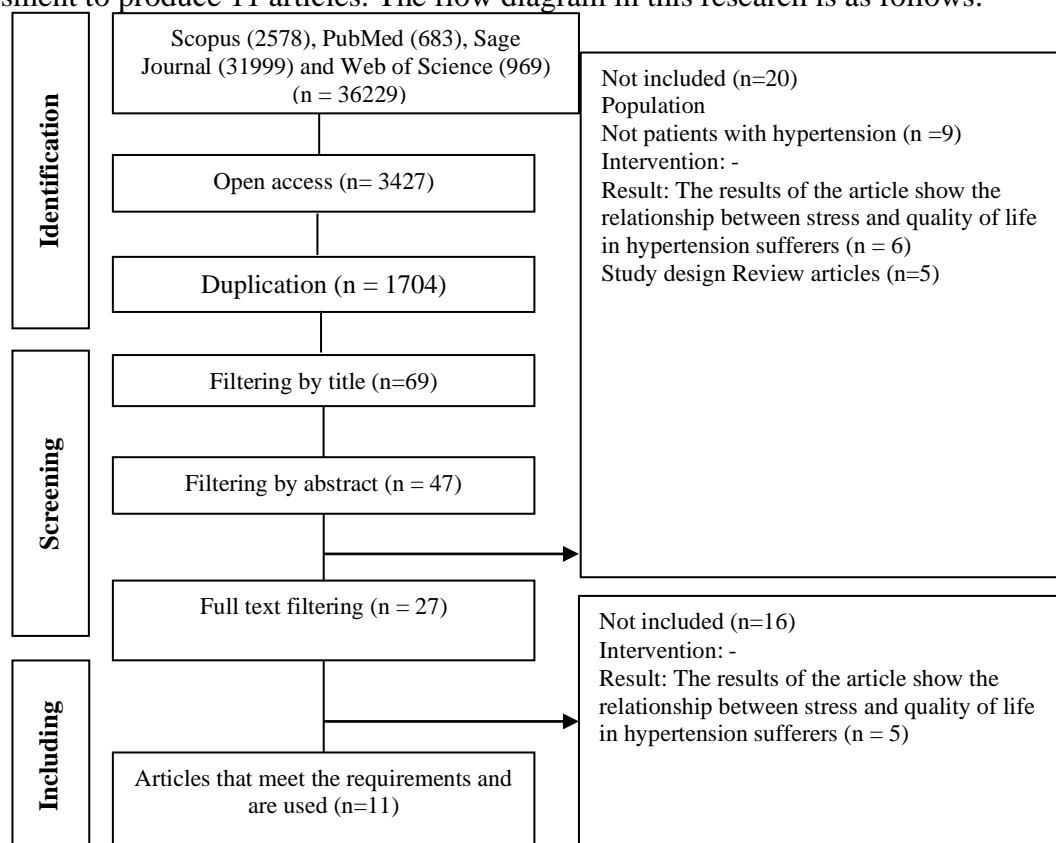 sment to produce 11 articles. The flow diagram in this research is as follows:
Identification
Scopus (2578), PubMed (683), Sage
Journal (31999) and Web of Science (969)
(n = 36229)
Open access (n= 3427)
Duplication (n = 1704)
Not included (n=20)
Population
Not patients with hypertension (n =9)
Intervention: -
Result: The results of the article show the
relationship between stress and quality of life
in hypertension sufferers (n = 6)
Study design Review articles (n=5)
Screening
Filtering by title (n=69)
Filtering by abstract (n = 47)
Full text filtering (n = 27)
Not included (n=16)
Intervention: -
Result: The results of the article show the
relationship between stress and quality of life
in hypertension sufferers (n = 5)
Including
Articles that meet the requirements and
are used (n=11)